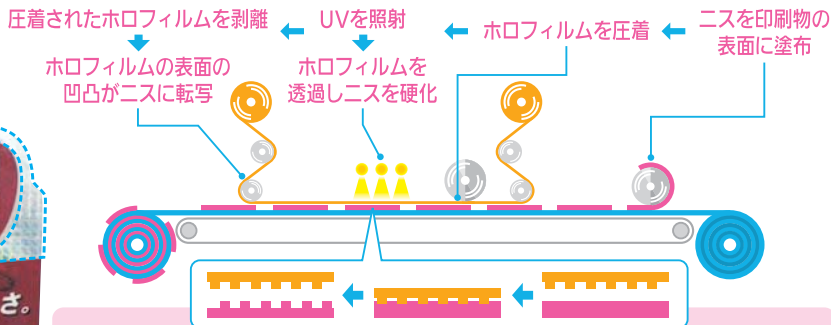 圧着されたホロフィルムを剥離
ホロフィルムの表面の
凹凸がニスに転写
UVを照射
ホロフィルムを
透過しニスを硬化
ホロフィルムを圧着
ニスを印刷物の
表面に塗布
さ。